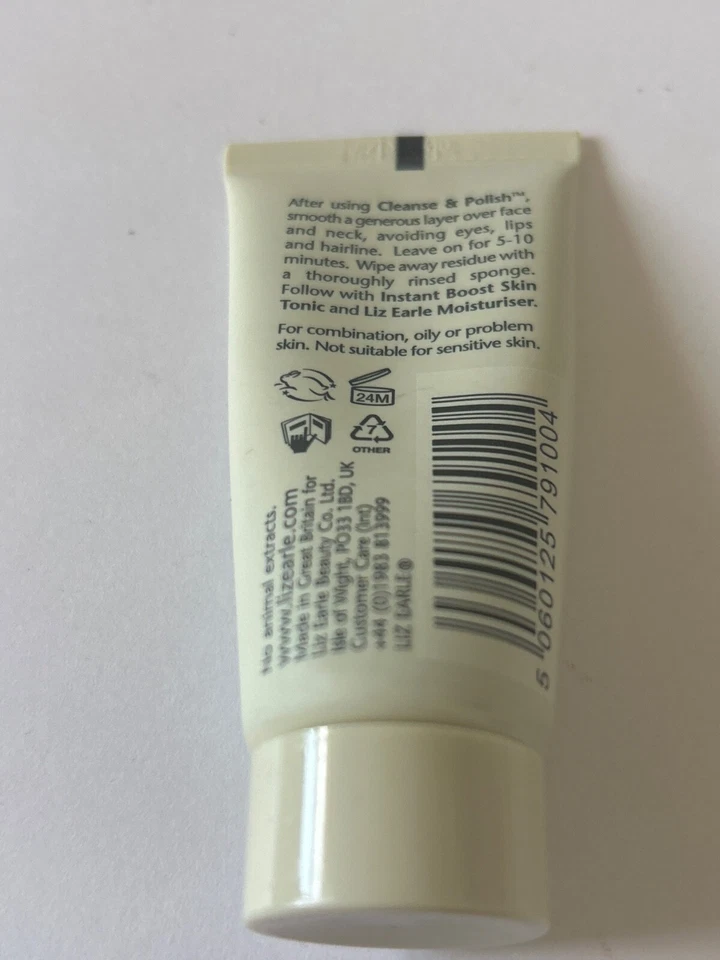 After using Cleanse & Polish™,
smooth a generous layer over face
and neck, avoiding eyes, lips
and hairline. Leave on for 5-10
minutes. Wipe away residue with
a thoroughly rinsed sponge.
Follow with Instant Boost Skin
Tonic and Liz Earle Moisturiser.
For combination, oily or problem
skin. Not suitable for sensitive skin.
24M
7
OTHER
No animal extracts.
www.lizearle.com
Made in Great Britain for
Liz Earle Beauty Co. Ltd.
Isle of Wight, PO33 1BD, UK
Customer Care (Int)
+44 (0)1983 813999
LIZ EARLE®
5 060125 791004